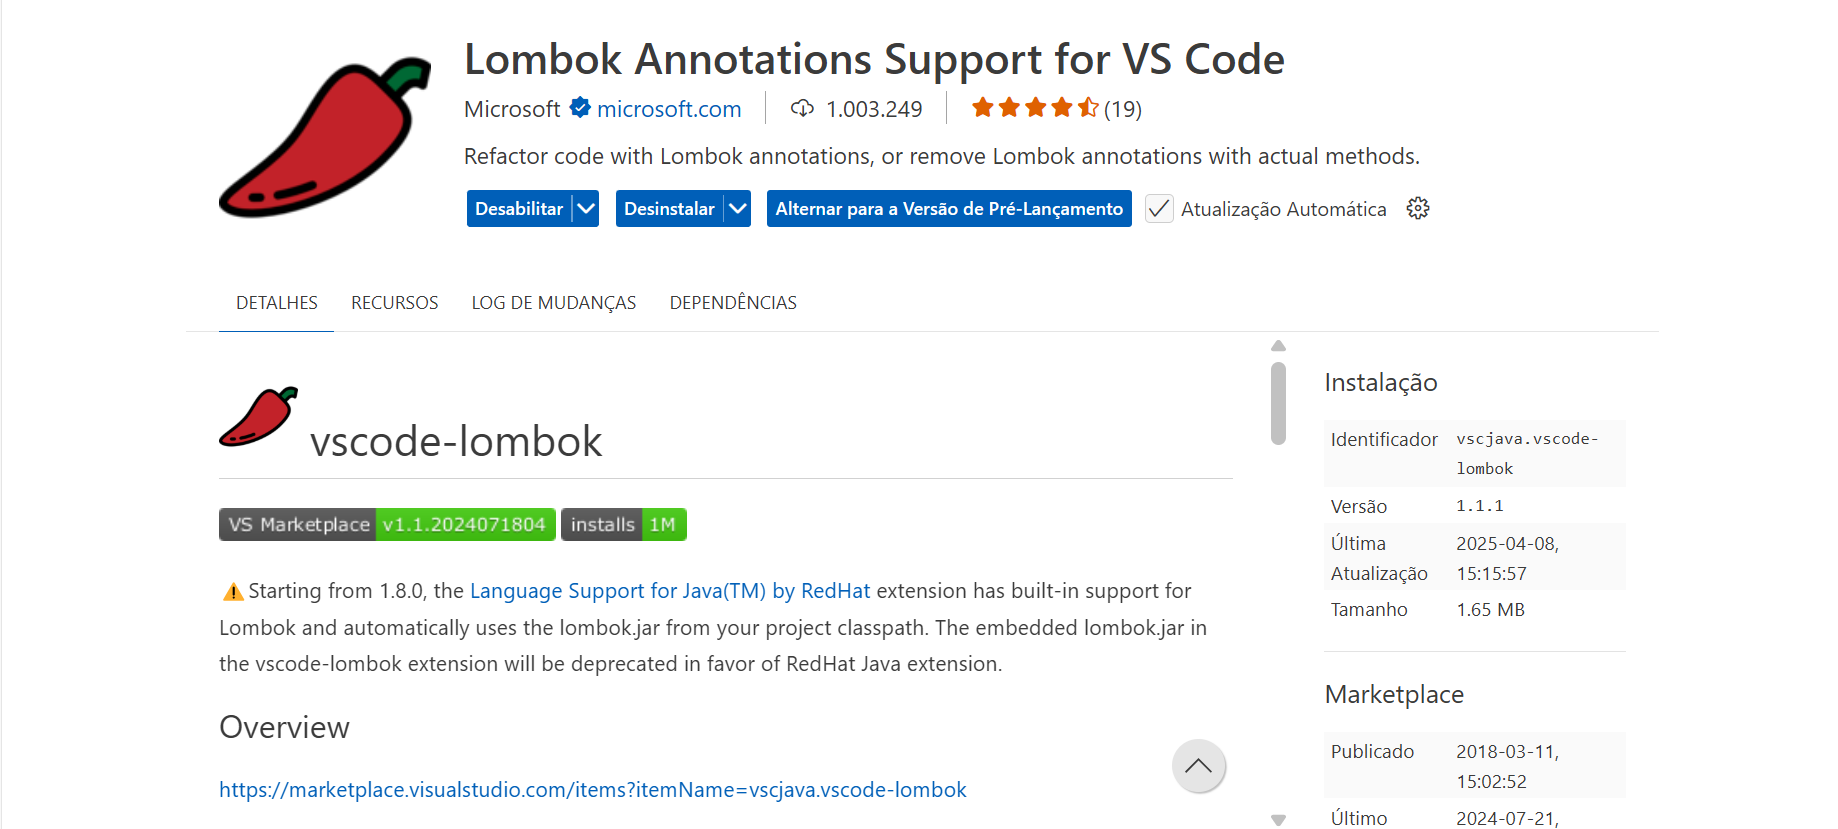 Lombok Annotations Support for VS Code
Microsoft microsoft.com 1.003.249 (19)
Refactor code with Lombok annotations, or remove Lombok annotations with actual methods.
Desabilitar Desinstalar Alternar para a Versão de Pré-Lançamento Atualização Automática
DETALHES RECURSOS LOG DE MUDANÇAS DEPENDÊNCIAS
vscode-lombok
VS Marketplace v1.1.2024071804 installs 1M
Starting from 1.8.0, the Language Support for Java(TM) by RedHat extension has built-in support for
Lombok and automatically uses the lombok.jar from your project classpath. The embedded lombok.jar in
the vscode-lombok extension will be deprecated in favor of RedHat Java extension.
Overview
https://marketplace.visualstudio.com/items?itemName=vscjava.vscode-lombok
Instalação
Identificador vscjava.vscode-
lombok
Versão 1.1.1
Última 2025-04-08,
Atualização 15:15:57
Tamanho 1.65 MB
Marketplace
Publicado 2018-03-11,
15:02:52
Último 2024-07-21,